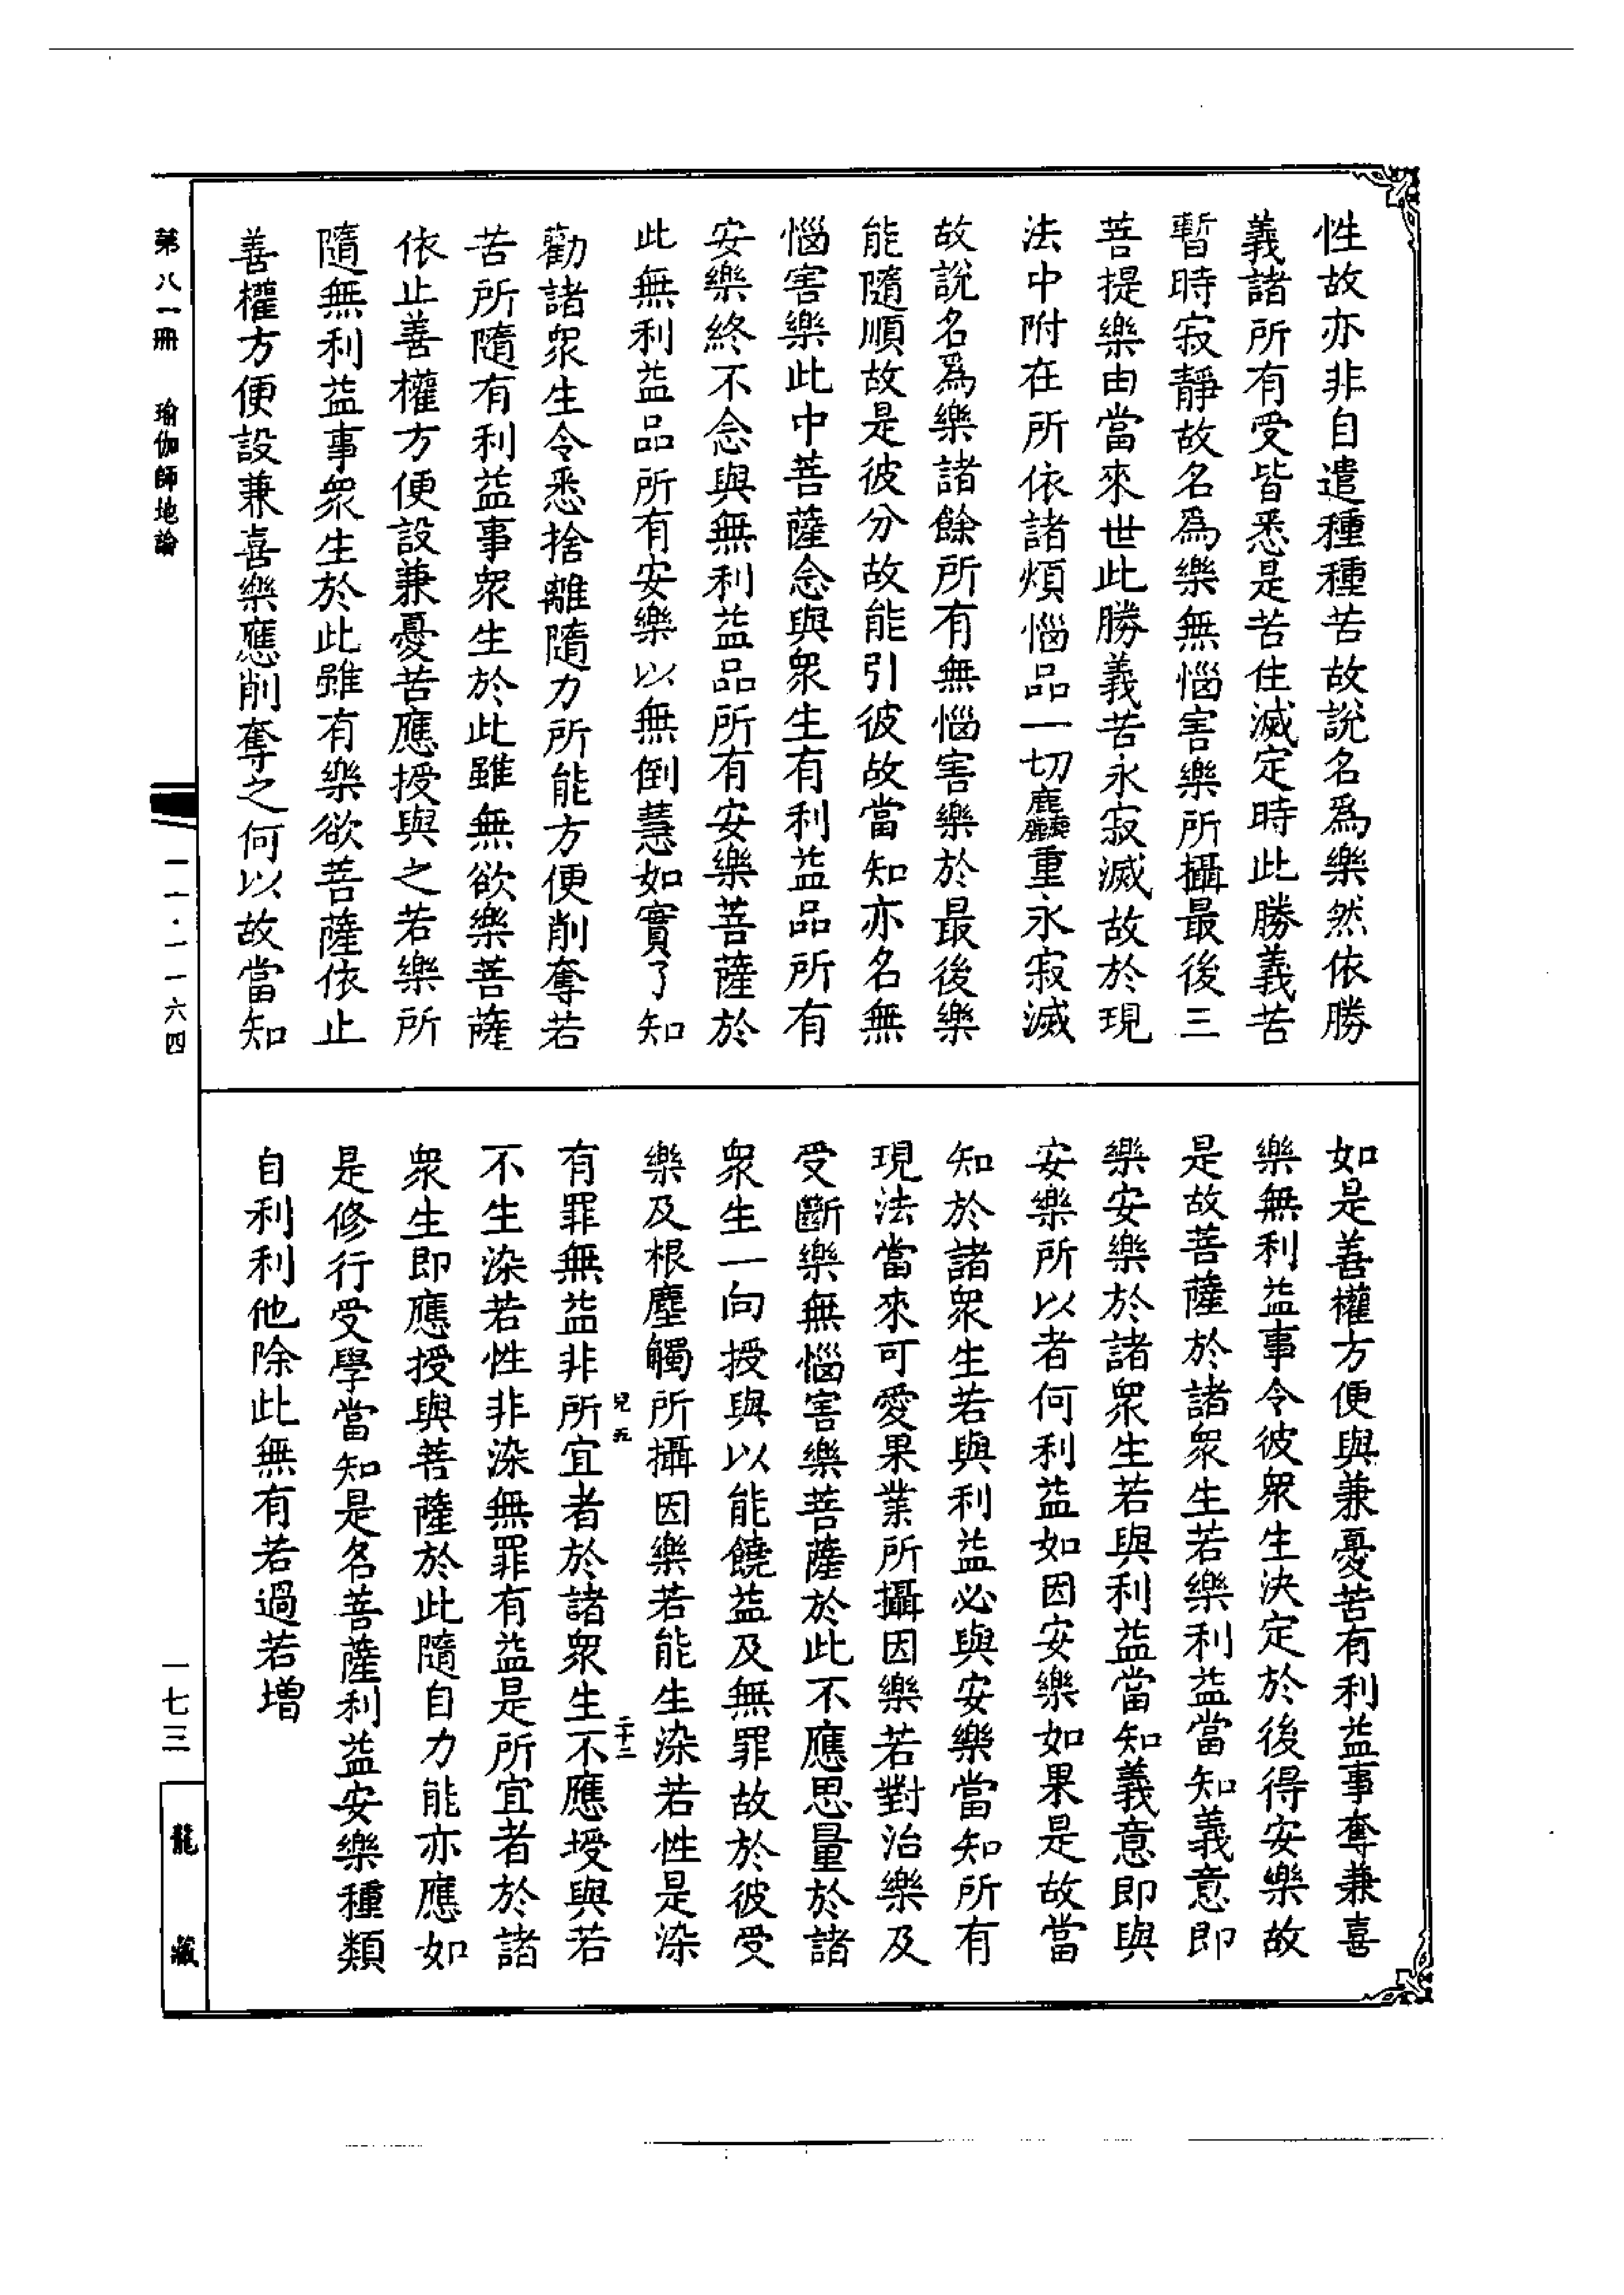 性故亦非自遣種種苦故說名爲樂然依勝
義諸所有受皆悉是苦住滅定時此勝義苦
暫時寂靜故名爲樂無惱害樂所攝最後三
菩提樂由當來世此勝義苦永寂滅故於現
法中附在所依諸煩惱品一切麤重永寂滅
故說名爲樂諸餘所有無惱害樂於最後樂
能隨順故是彼分故能引彼故當知亦名無
惱害樂此中菩薩念與衆生有利益品所有
安樂終不念與無利益品所有安樂菩薩於
此無利益品所有安樂以無倒慧如實了知
勸諸衆生令悉捨離隨力所能方便削奪若
苦所隨有利益事衆生於此雖無欲樂菩薩
依止善權方便設兼憂苦應授與之若樂所
隨無利益事衆生於此雖有樂欲菩薩依止
善權方便設兼喜樂應削奪之何以故當知
如是善權方便與兼憂苦有利益事奪兼喜
樂無利益事令彼衆生決定於後得安樂故
是故菩薩於諸衆生若樂利益當知義意即
樂安樂於諸衆生若與利益當知義意即與
安樂所以者何利益如因安樂如果是故當
知於諸衆生若與利益必與安樂當知所有
現法當來可愛果業所攝因樂若對治樂及
受斷樂無惱害樂菩薩於此不應思量於諸
衆生一向授與以能饒益及無罪故於彼受
樂及根塵觸所攝因樂若能生染若性是染
有罪無益非所宜者於諸衆生不應授與若
不生染若性非染無罪有益是所宜者於諸
衆生即應授與菩薩於此隨自力能亦應如
是修行受學當知是名菩薩利益安樂種類
自利利他除此無有若過若增
二十二
第八一冊 瑜伽師地論
一一·一一六四
一七三
龍藏